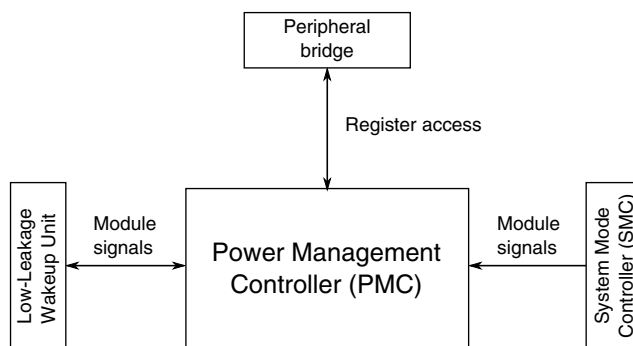 Peripheral
bridge
Register access
Low-Leakage
Wakeup Unit
Module
signals
Power Management
Controller (PMC)
Module
signals
System Mode
Controller (SMC)